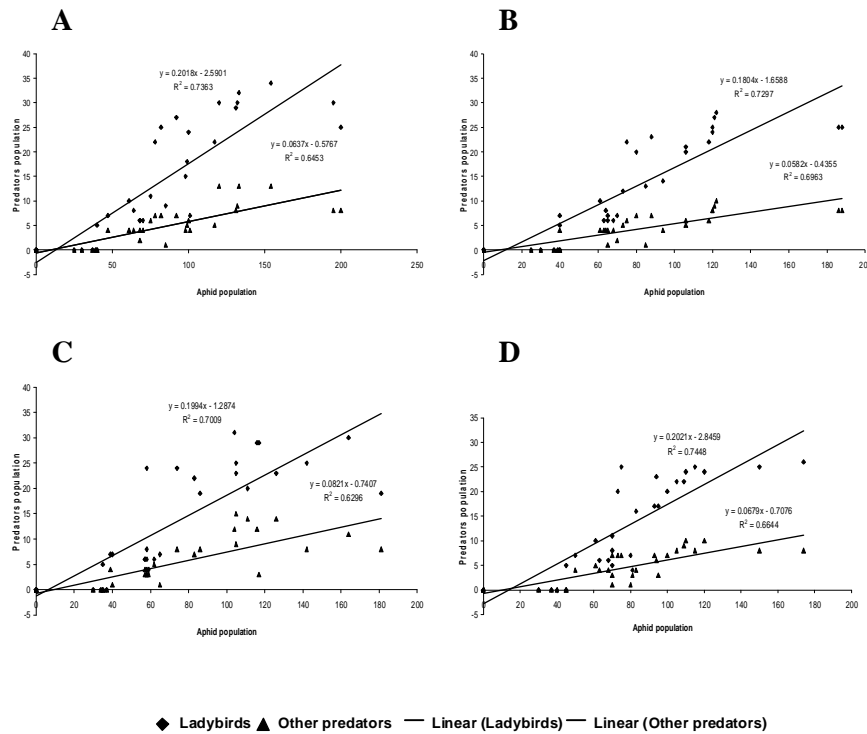 A
B
Predators population
40
35
30
25
20
15
10
5
0
-5
y = 0.2018x - 2.5901
R² = 0.7363
y = 0.0637x - 0.5767
R² = 0.6453
50
100
150
200
250
Aphid population
Predators population
40
35
30
25
20
15
10
5
0
-5
y = 0.1804x - 1.6588
R² = 0.7297
y = 0.0582x - 0.4355
R² = 0.6963
0
20
40
60
80
100
120
140
160
180
200
Aphid population
C
D
Predators population
40
35
30
25
20
15
10
5
0
-5
y = 0.1994x - 1.2874
R² = 0.7009
y = 0.0821x - 0.7407
R² = 0.6296
0
20
40
60
80
100
120
140
160
180
200
Aphid population
Predators population
35
30
25
20
15
10
5
0
-5
y = 0.2021x - 2.8459
R² = 0.7448
y = 0.0679x - 0.7076
R² = 0.6644
0
20
40
60
80
100
120
140
160
180
200
Aphid population
Ladybirds Other predators Linear (Ladybirds) Linear (Other predators)